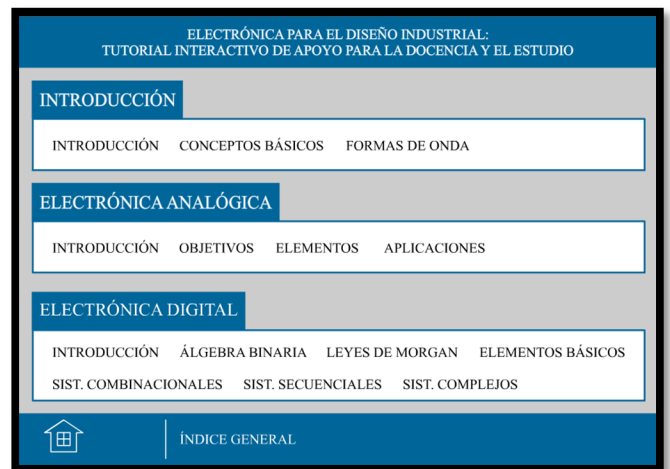 ELECTRÓNICA PARA EL DISEÑO INDUSTRIAL:
TUTORIAL INTERACTIVO DE APOYO PARA LA DOCENCIA Y EL ESTUDIO
INTRODUCCIÓN
INTRODUCCIÓN CONCEPTOS BÁSICOS FORMAS DE ONDA
ELECTRÓNICA ANALÓGICA
INTRODUCCIÓN OBJETIVOS ELEMENTOS APLICACIONES
ELECTRÓNICA DIGITAL
INTRODUCCIÓN ÁLGEBRA BINARIA LEYES DE MORGAN ELEMENTOS BÁSICOS
SIST. COMBINACIONALES SIST. SECUENCIALES SIST. COMPLEJOS
ÍNDICE GENERAL